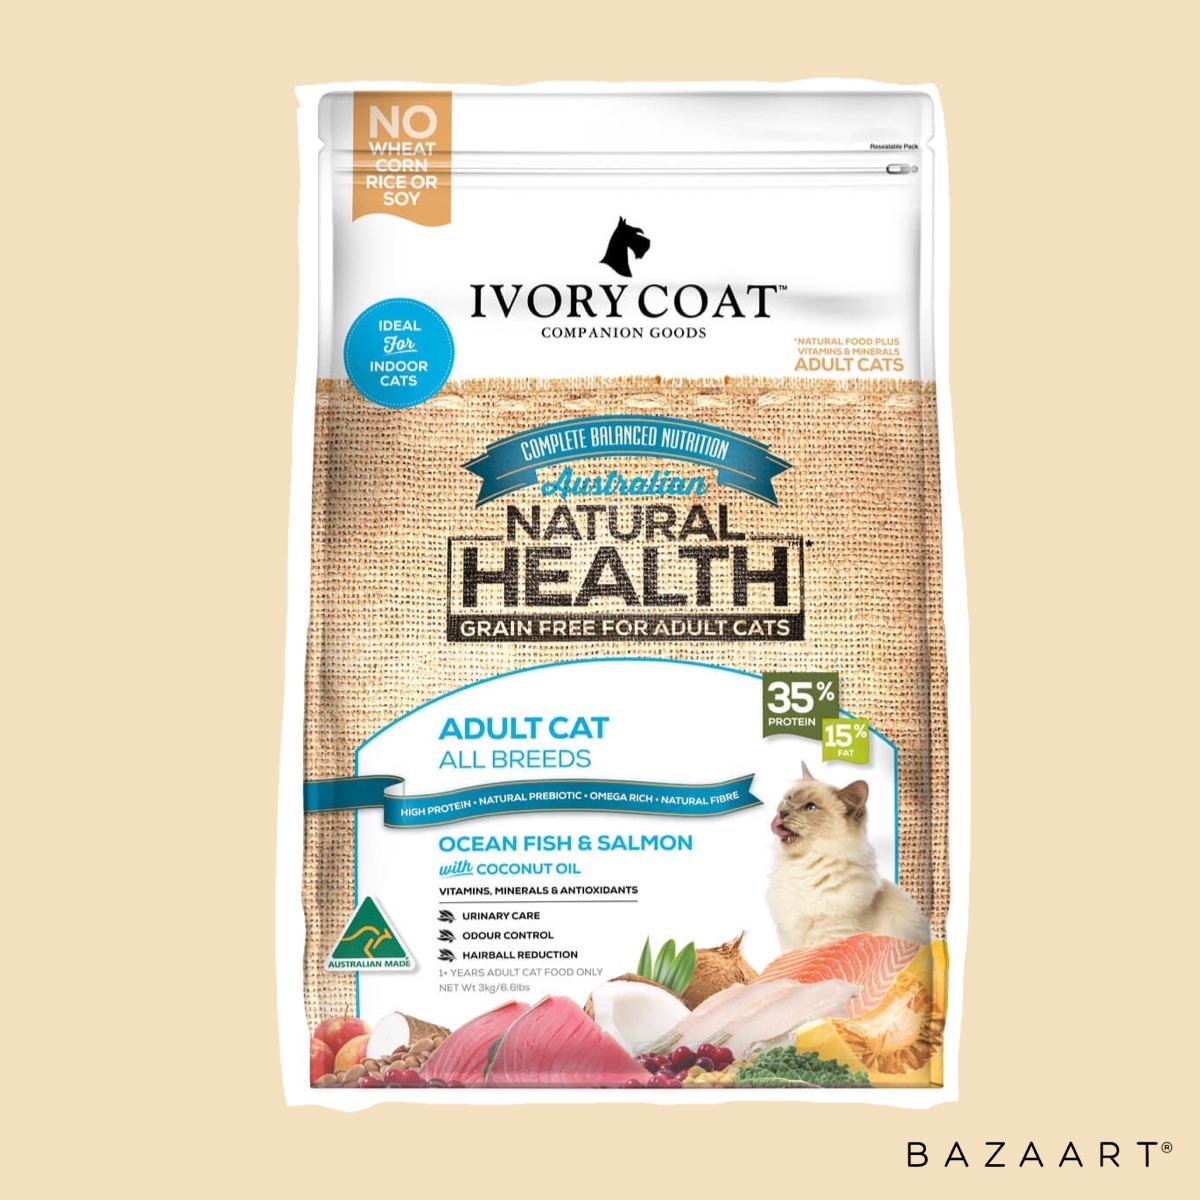 NO
WHEAT
CORN
RICE OR
SOY
Resealable Pack
IVORY COAT™
COMPANION GOODS
IDEAL
For
INDOOR
CATS
*NATURAL FOOD PLUS
VITAMINS & MINERALS
ADULT CATS
COMPLETE BALANCED NUTRITION
Australian
NATURAL
HEALTH™*
GRAIN FREE FOR ADULT CATS
35%
PROTEIN
15%
FAT
ADULT CAT
ALL BREEDS
HIGH PROTEIN • NATURAL PREBIOTIC • OMEGA RICH • NATURAL FIBRE
OCEAN FISH & SALMON
with COCONUT OIL
VITAMINS, MINERALS & ANTIOXIDANTS
URINARY CARE
ODOUR CONTROL
HAIRBALL REDUCTION
1+ YEARS ADULT CAT FOOD ONLY
NET Wt 3kg/6.6lbs
AUSTRALIAN MADE
BAZAART®